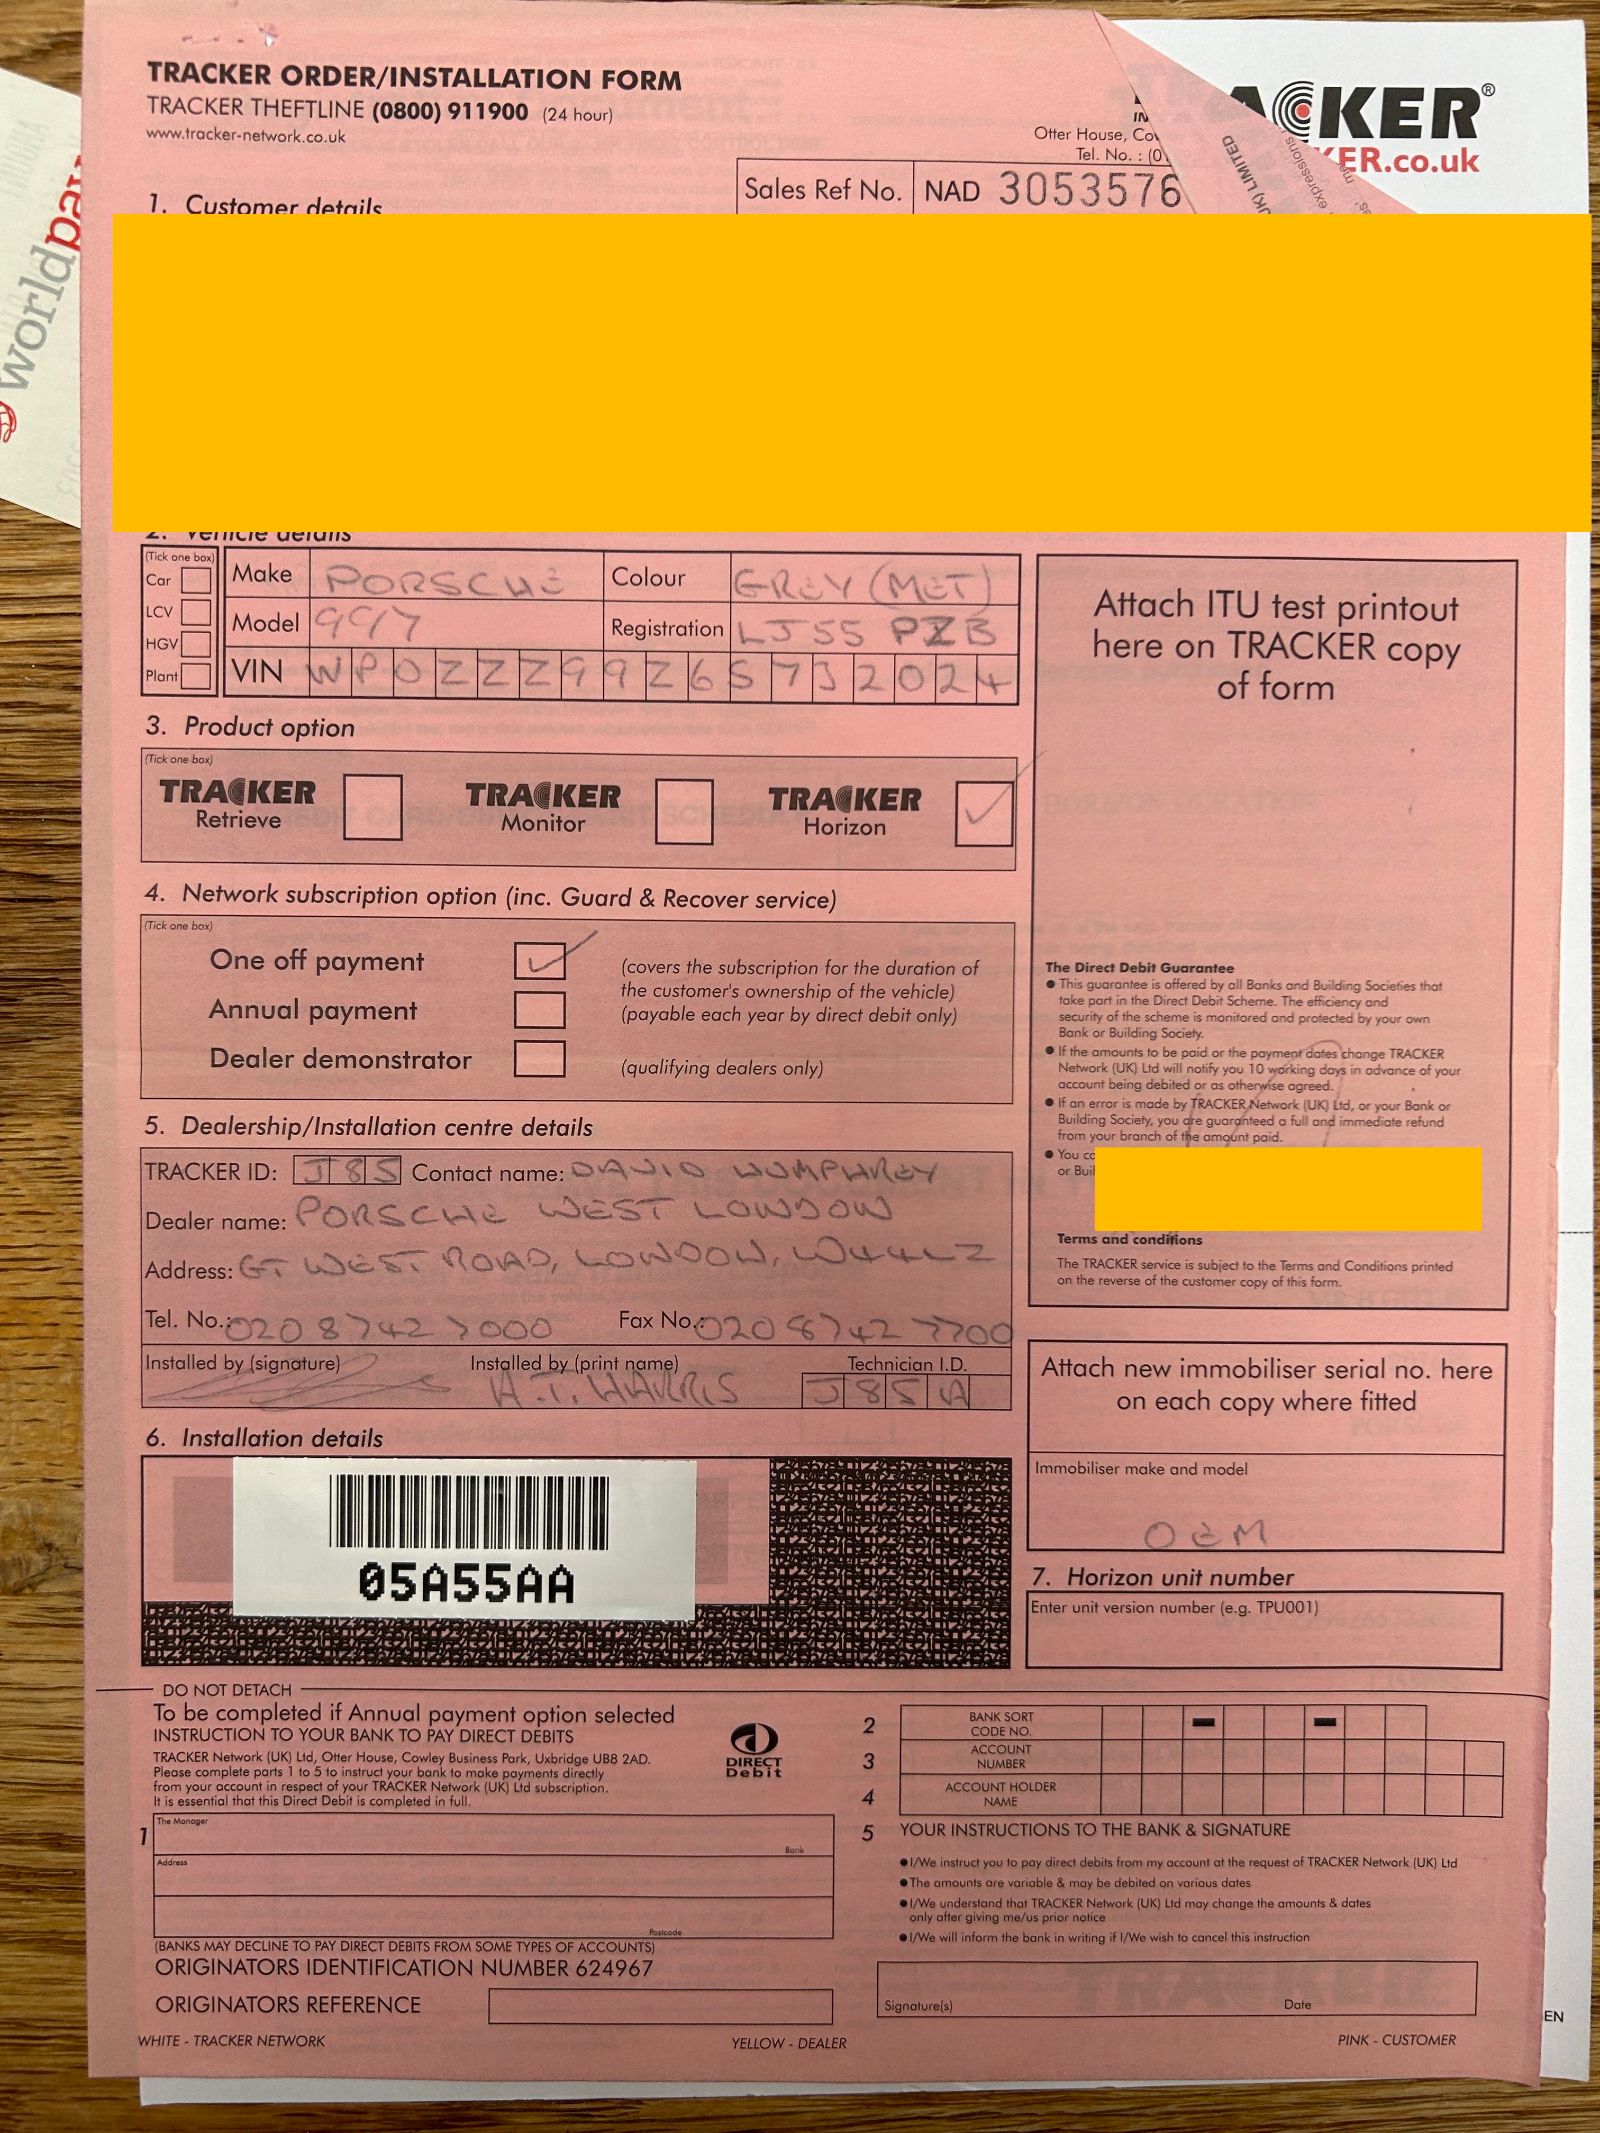 TRACKER ORDER/INSTALLATION FORM
TRACKER THEFTLINE (0800) 911900 (24 hour)
www.tracker-network.co.uk
ACKER®
KER.co.uk
IN
Otter House, Cov
Tel. No. : (0
UK) LIMITED
expressions
Sales Ref No. NAD 3053576
1. Customer details
worldpay
2. Vehicle details
(Tick one box)
Car
LCV
HGV
Plant
Make PORSCHE Colour GREY (MET)
Model 997 Registration LJ55 PZB
VIN WP0ZZZ99Z6S732024
3. Product option
(Tick one box)
TRACKER Retrieve
TRACKER Monitor
TRACKER Horizon ✓
4. Network subscription option (inc. Guard & Recover service)
(Tick one box)
One off payment ✓ (covers the subscription for the duration of
the customer's ownership of the vehicle)
Annual payment (payable each year by direct debit only)
Dealer demonstrator (qualifying dealers only)
5. Dealership/Installation centre details
TRACKER ID: J85 Contact name: DAVID HUMPHREY
Dealer name: PORSCHE WEST LONDON
Address: GT WEST ROAD, LONDON, W44LZ
Tel. No.: 020 8742 7000 Fax No.: 020 8742 7700
Installed by (signature) Installed by (print name) Technician I.D.
A.T. HARRIS J85A
6. Installation details
05A55AA
Attach ITU test printout
here on TRACKER copy
of form
The Direct Debit Guarantee
● This guarantee is offered by all Banks and Building Societies that
take part in the Direct Debit Scheme. The efficiency and
security of the scheme is monitored and protected by your own
Bank or Building Society.
● If the amounts to be paid or the payment dates change TRACKER
Network (UK) Ltd will notify you 10 working days in advance of your
account being debited or as otherwise agreed.
● If an error is made by TRACKER Network (UK) Ltd, or your Bank or
Building Society, you are guaranteed a full and immediate refund
from your branch of the amount paid.
● You c
or Buil
Terms and conditions
The TRACKER service is subject to the Terms and Conditions printed
on the reverse of the customer copy of this form.
Attach new immobiliser serial no. here
on each copy where fitted
Immobiliser make and model
OEM
7. Horizon unit number
Enter unit version number (e.g. TPU001)
DO NOT DETACH
To be completed if Annual payment option selected
INSTRUCTION TO YOUR BANK TO PAY DIRECT DEBITS
TRACKER Network (UK) Ltd, Otter House, Cowley Business Park, Uxbridge UB8 2AD.
Please complete parts 1 to 5 to instruct your bank to make payments directly
from your account in respect of your TRACKER Network (UK) Ltd subscription.
It is essential that this Direct Debit is completed in full.
DIRECT
Debit
1 The Manager
Bank
Address
Postcode
(BANKS MAY DECLINE TO PAY DIRECT DEBITS FROM SOME TYPES OF ACCOUNTS)
ORIGINATORS IDENTIFICATION NUMBER 624967
ORIGINATORS REFERENCE
2 BANK SORT
CODE NO.
3 ACCOUNT
NUMBER
4 ACCOUNT HOLDER
NAME
5 YOUR INSTRUCTIONS TO THE BANK & SIGNATURE
● I/We instruct you to pay direct debits from my account at the request of TRACKER Network (UK) Ltd
● The amounts are variable & may be debited on various dates
● I/We understand that TRACKER Network (UK) Ltd may change the amounts & dates
only after giving me/us prior notice
● I/We will inform the bank in writing if I/We wish to cancel this instruction
Signature(s) Date
EN
WHITE - TRACKER NETWORK YELLOW - DEALER PINK - CUSTOMER